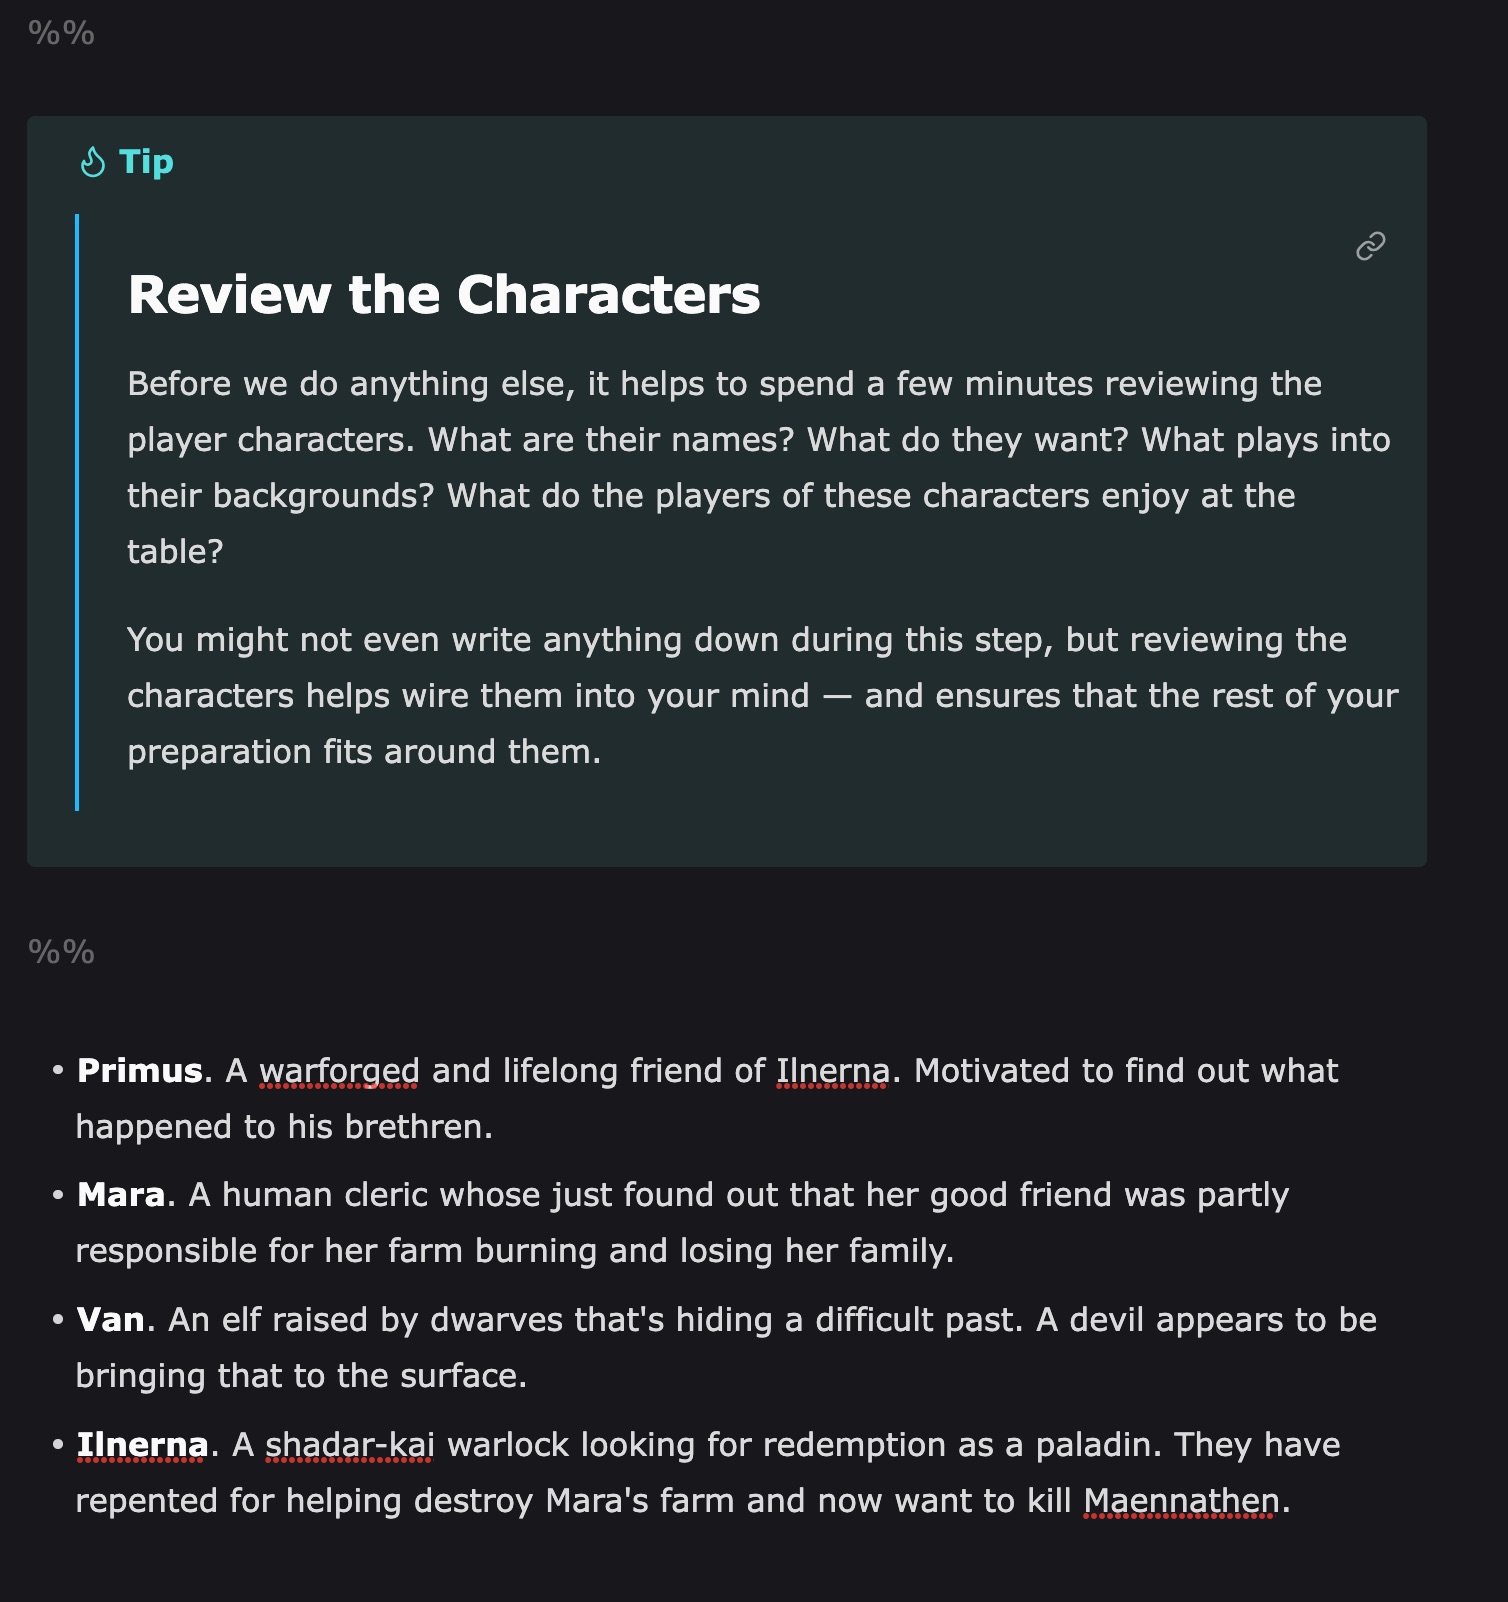 %%
Tip
Review the Characters
Before we do anything else, it helps to spend a few minutes reviewing the
player characters. What are their names? What do they want? What plays into
their backgrounds? What do the players of these characters enjoy at the
table?
You might not even write anything down during this step, but reviewing the
characters helps wire them into your mind — and ensures that the rest of your
preparation fits around them.
%%
• Primus. A warforged and lifelong friend of Ilnerna. Motivated to find out what
happened to his brethren.
• Mara. A human cleric whose just found out that her good friend was partly
responsible for her farm burning and losing her family.
• Van. An elf raised by dwarves that's hiding a difficult past. A devil appears to be
bringing that to the surface.
• Ilnerna. A shadar-kai warlock looking for redemption as a paladin. They have
repented for helping destroy Mara's farm and now want to kill Maennathen.